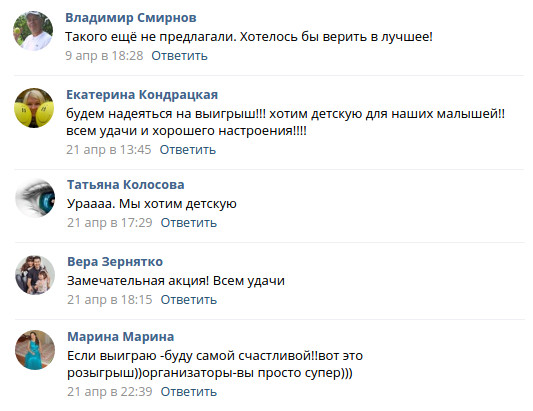 Владимир Смирнов
Такого ещё не предлагали. Хотелось бы верить в лучшее!
9 апр в 18:28 Ответить
Екатерина Кондрацкая
будем надеяться на выигрыш!!! хотим детскую для наших малышей!!
всем удачи и хорошего настроения!!!!
21 апр в 13:45 Ответить
Татьяна Колосова
Ураааа. Мы хотим детскую
21 апр в 17:29 Ответить
Вера Зернятко
Замечательная акция! Всем удачи
21 апр в 18:15 Ответить
Марина Марина
Если выиграю -буду самой счастливой!!вот это
розыгрыш))организаторы-вы просто супер)))
21 апр в 22:39 Ответить